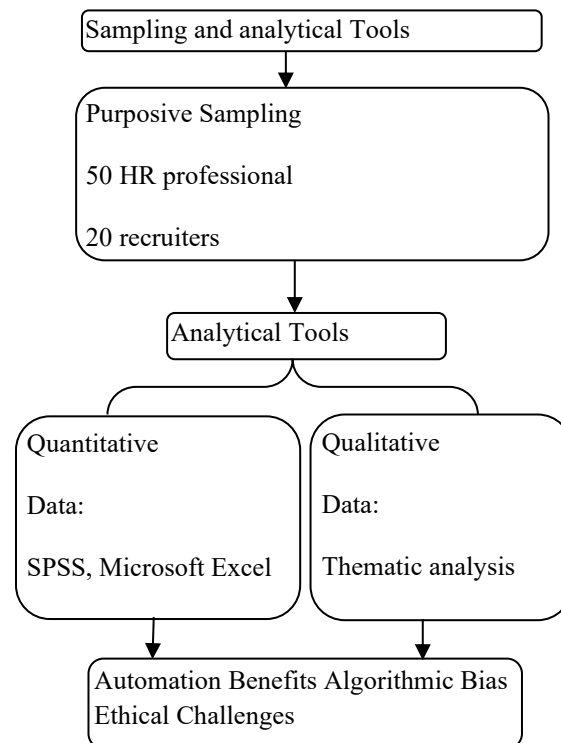 Sampling and analytical Tools
Purposive Sampling
50 HR professional
20 recruiters
Analytical Tools
Quantitative
Data:
SPSS, Microsoft Excel
Qualitative
Data:
Thematic analysis
Automation Benefits Algorithmic Bias
Ethical Challenges